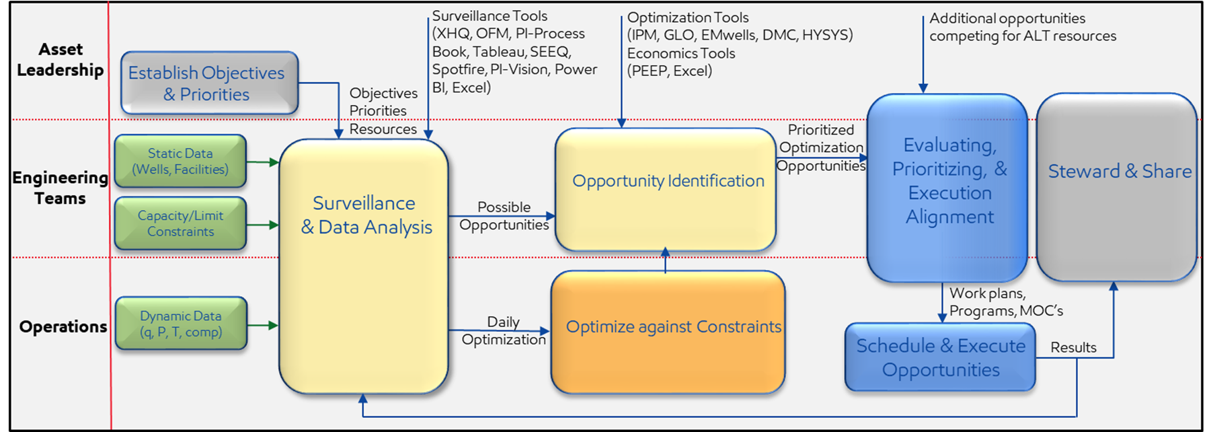 Asset
Leadership
Establish Objectives
& Priorities
Objectives
Priorities
Resources
Surveillance Tools
(XHQ, OFM, PI-Process
Book, Tableau, SEEQ,
Spotfire, PI-Vision, Power
BI, Excel)
Optimization Tools
(IPM, GLO, EMwells, DMC, HYSYS)
Economics Tools
(PEEP, Excel)
Additional opportunities
competing for ALT resources
Engineering
Teams
Static Data
(Wells, Facilities)
Capacity/Limit
Constraints
Surveillance
& Data Analysis
Possible
Opportunities
Opportunity Identification
Prioritized
Optimization
Opportunities
Evaluating,
Prioritizing, &
Execution
Alignment
Steward & Share
Operations
Dynamic Data
(q, P, T, comp)
Daily
Optimization
Optimize against Constraints
Work plans,
Programs, MOC's
Schedule & Execute
Opportunities
Results